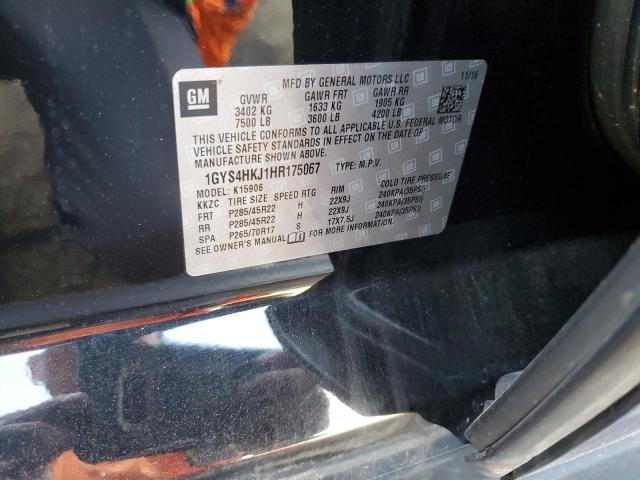 GM
MFD BY GENERAL MOTORS LLC 11/16
GVWR GAWR FRT GAWR RR
3402 KG 1633 KG 1905 KG
7500 LB 3600 LB 4200 LB
THIS VEHICLE CONFORMS TO ALL APPLICABLE U.S. FEDERAL MOTOR
VEHICLE SAFETY STANDARDS IN EFFECT ON THE DATE OF
MANUFACTURE SHOWN ABOVE.
1GYS4HKJ1HR175067 TYPE: M.P.V.
MODEL: K15906
KKZC TIRE SIZE SPEED RTG RIM COLD TIRE PRESSURE
FRT P285/45R22 H 22X9J 240KPA(35PSI)
RR P285/45R22 H 22X9J 240KPA(35PSI)
SPA P265/70R17 S 17X7.5J 240KPA(35PSI)
SEE OWNER'S MANUAL FOR MORE INFORMATION.